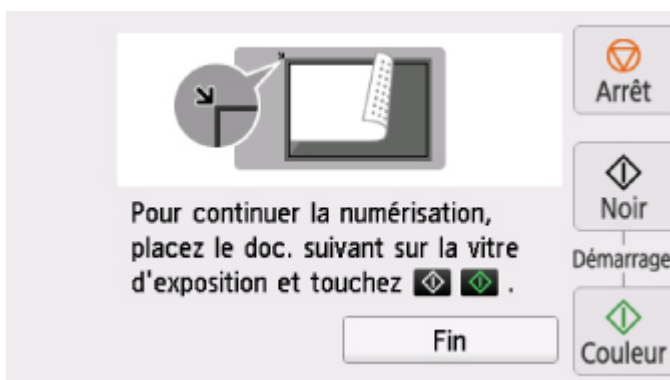 Pour continuer la numérisation,
placez le doc. suivant sur la vitre
d'exposition et touchez .
Fin
Arrêt
Noir
Démarrage
Couleur